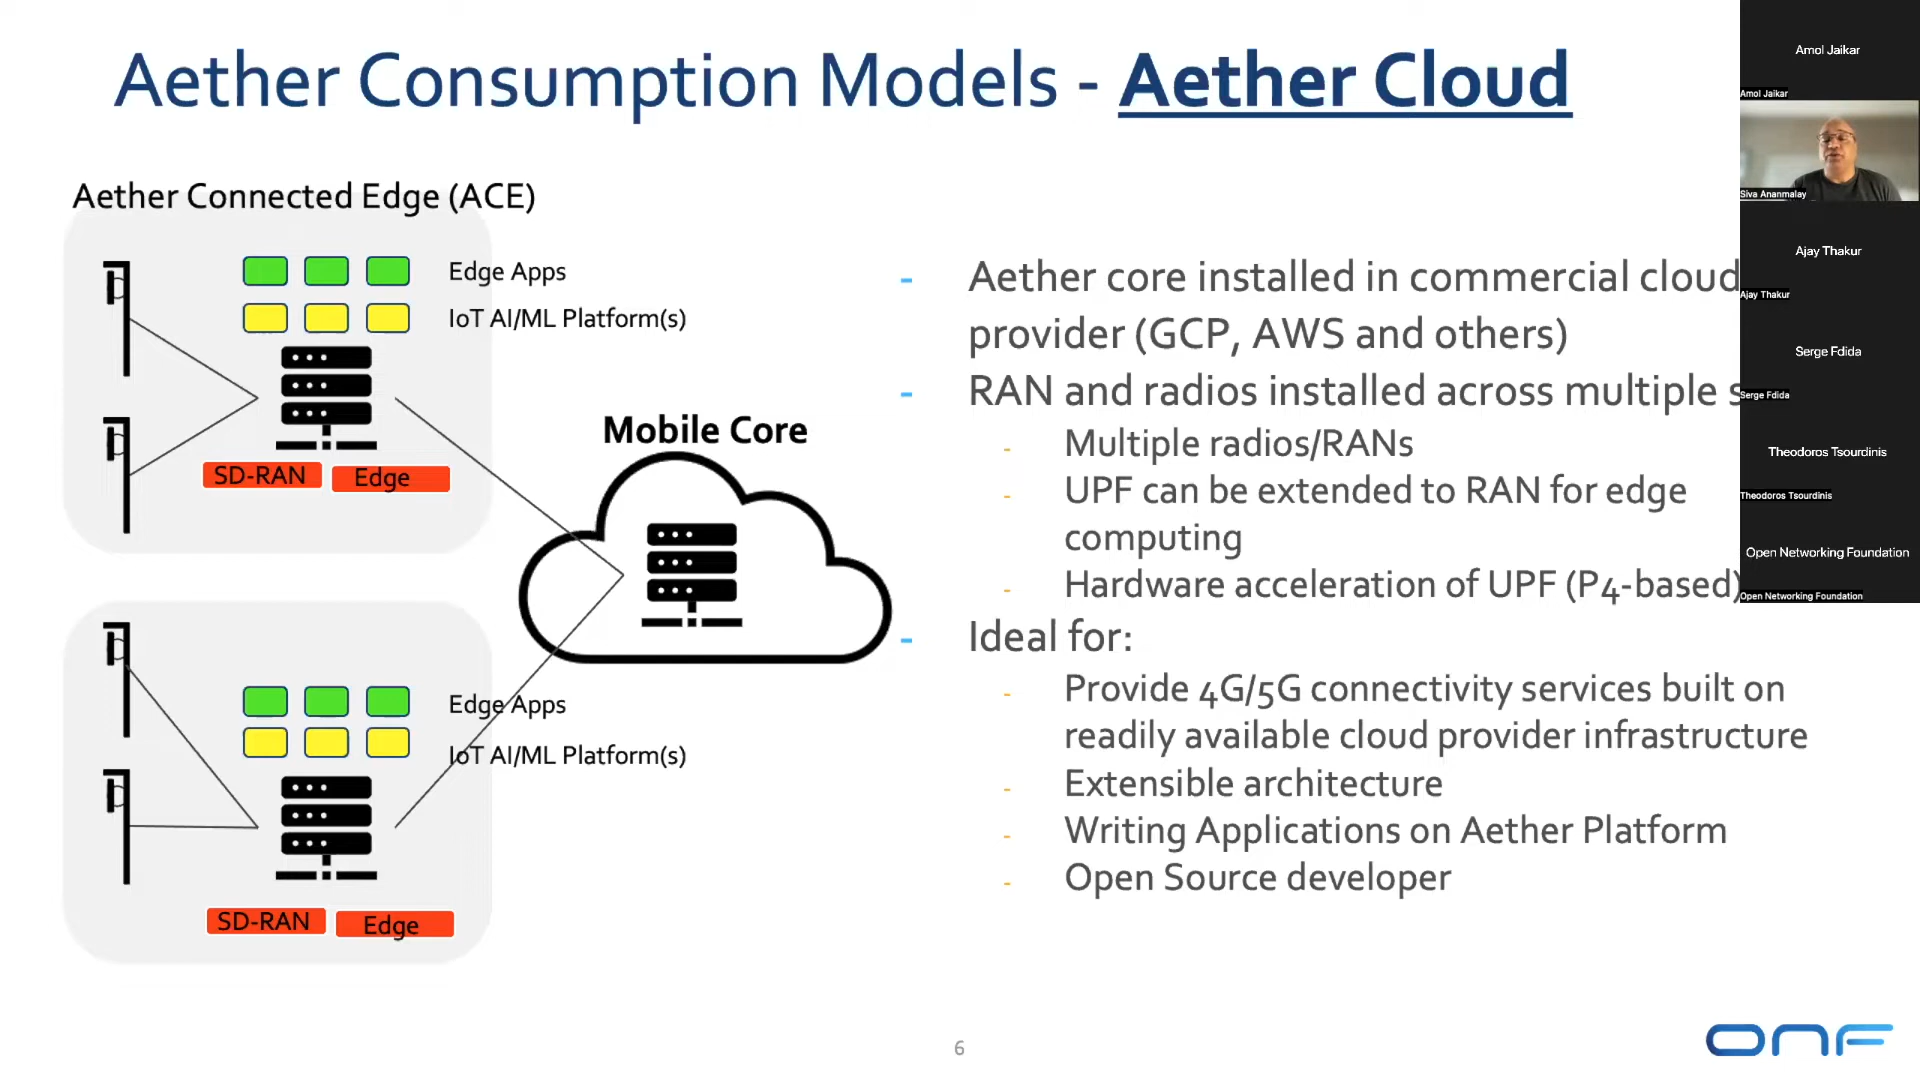 Aether Consumption Models - Aether Cloud
Aether Connected Edge (ACE)
Edge Apps
IoT AI/ML Platform(s)
SD-RAN
Edge
Mobile Core
Edge Apps
IoT AI/ML Platform(s)
SD-RAN
Edge
- Aether core installed in commercial cloud
provider (GCP, AWS and others)
- RAN and radios installed across multiple
- Multiple radios/RANs
- UPF can be extended to RAN for edge
computing
- Hardware acceleration of UPF (P4-based)
- Ideal for:
- Provide 4G/5G connectivity services built on
readily available cloud provider infrastructure
- Extensible architecture
- Writing Applications on Aether Platform
- Open Source developer
6
ONF
Amol Jaikar
Amol Jaikar
Siva Ananmalay
Ajay Thakur
Ajay Thakur
Serge Fdida
Serge Fdida
Theodoros Tsourdinis
Theodoros Tsourdinis
Open Networking Foundation
Open Networking Foundation